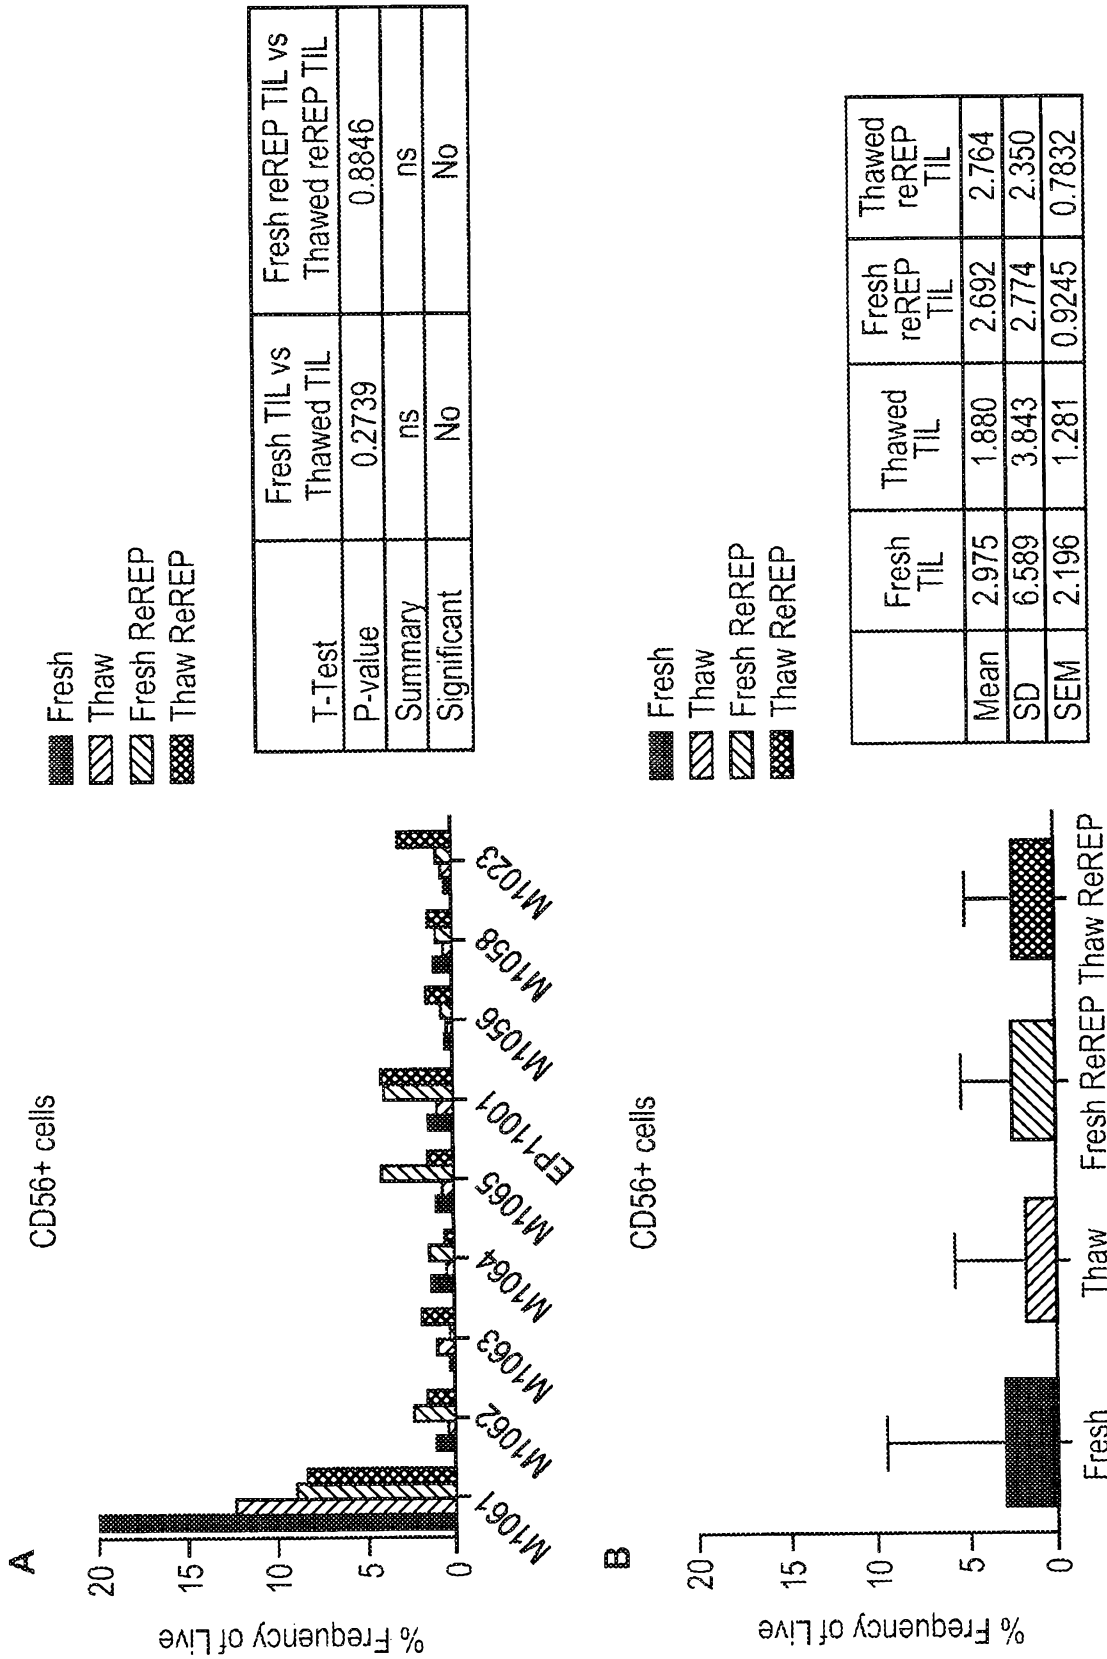 A
CD56+ cells
% Frequency of Live
20
15
10
5
0
M1061
M1062
M1063
M1064
M1065
EP11001
M1056
M1058
M1023
Fresh
Thaw
Fresh ReREP
Thaw ReREP
T-Test
Fresh TIL vs
Thawed TIL
Fresh reREP TIL vs
Thawed reREP TIL
P-value 0.2739 0.8846
Summary ns ns
Significant No No
B
CD56+ cells
% Frequency of Live
20
15
10
5
0
Fresh Thaw Fresh ReREP Thaw ReREP
Fresh
Thaw
Fresh ReREP
Thaw ReREP
Fresh
TIL
Thawed
TIL
Fresh
reREP
TIL
Thawed
reREP
TIL
Mean 2.975 1.880 2.692 2.764
SD 6.589 3.843 2.774 2.350
SEM 2.196 1.281 0.9245 0.7832